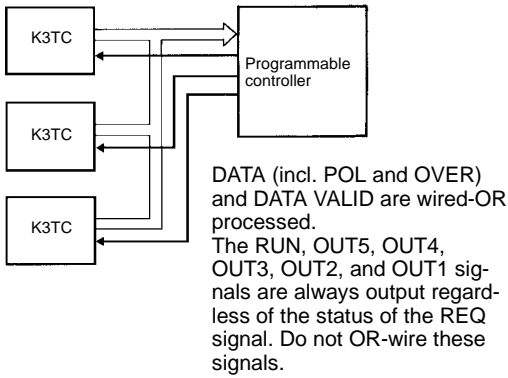 K3TC
Programmable
controller
K3TC
K3TC
DATA (incl. POL and OVER)
and DATA VALID are wired-OR
processed.
The RUN, OUT5, OUT4,
OUT3, OUT2, and OUT1 sig-
nals are always output regard-
less of the status of the REQ
signal. Do not OR-wire these
signals.